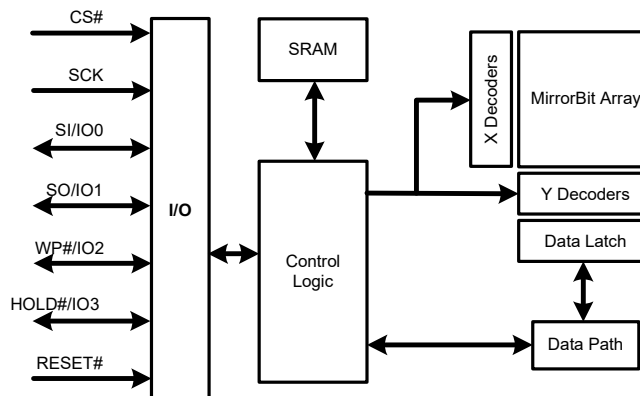 CS#
SCK
SI/IO0
SO/IO1
WP#/IO2
HOLD#/IO3
RESET#
I/O
SRAM
Control
Logic
X Decoders
MirrorBit Array
Y Decoders
Data Latch
Data Path